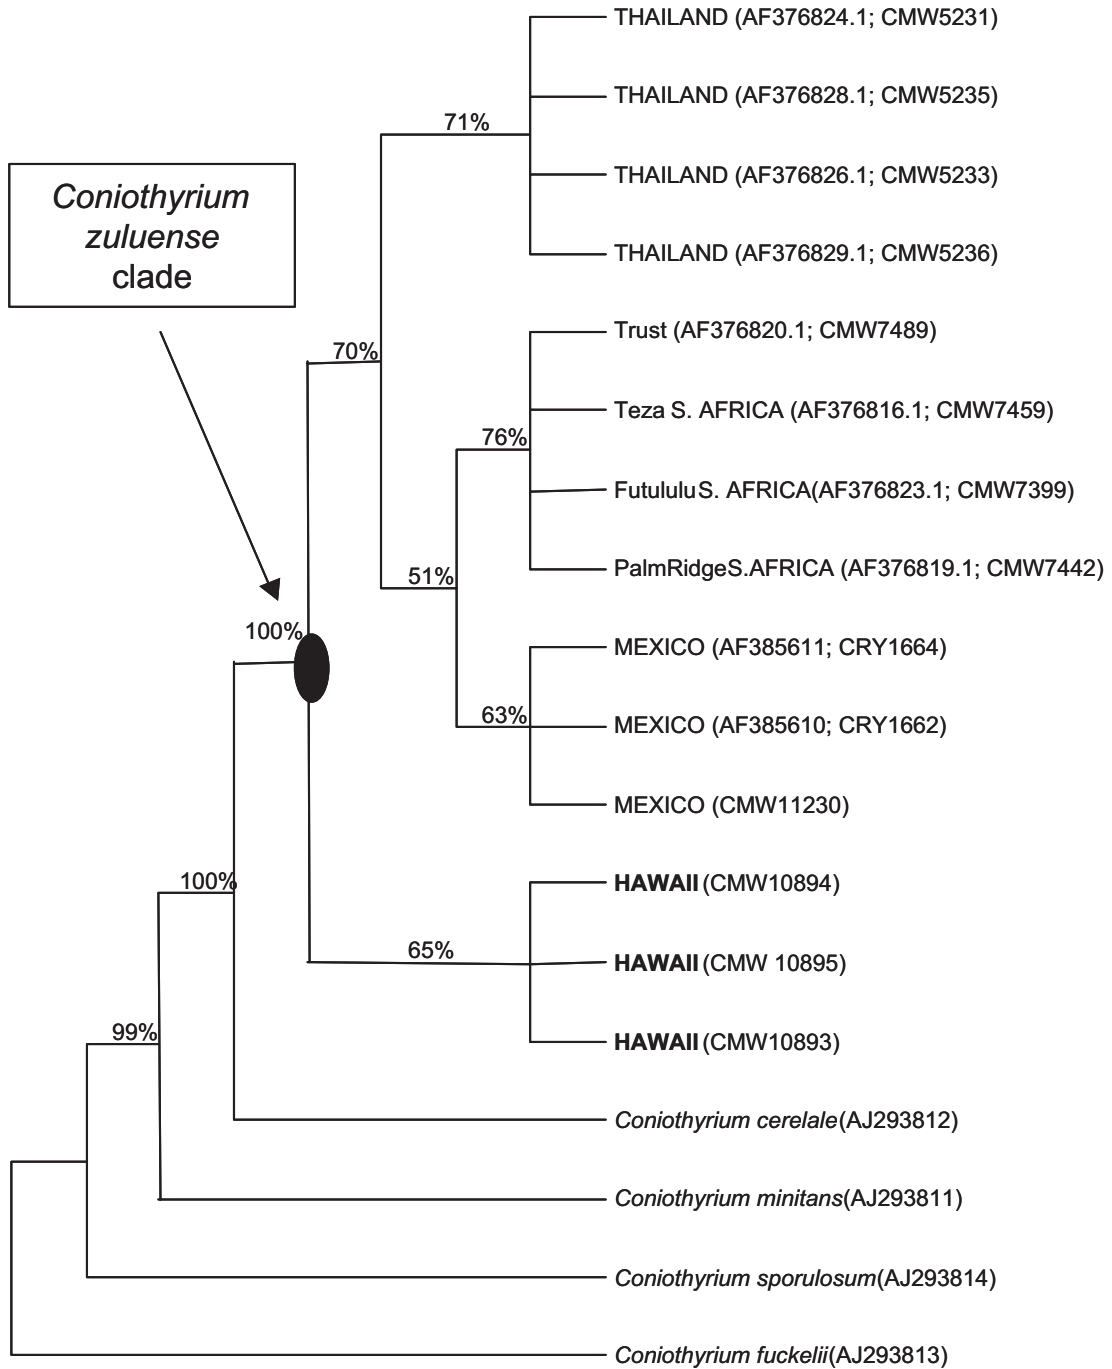 THAILAND (AF376824.1; CMW5231)
THAILAND (AF376828.1; CMW5235)
71%
THAILAND (AF376826.1; CMW5233)
Coniothyrium
zuluense
clade
THAILAND (AF376829.1; CMW5236)
Trust (AF376820.1; CMW7489)
70%
Teza S. AFRICA (AF376816.1; CMW7459)
76%
Futululu S. AFRICA(AF376823.1; CMW7399)
PalmRidgeS.AFRICA (AF376819.1; CMW7442)
51%
100%
MEXICO (AF385611; CRY1664)
63%
MEXICO (AF385610; CRY1662)
MEXICO (CMW11230)
100%
HAWAII (CMW10894)
65%
HAWAII (CMW 10895)
99%
HAWAII (CMW10893)
Coniothyrium cerelale(AJ293812)
Coniothyrium minitans(AJ293811)
Coniothyrium sporulosum(AJ293814)
Coniothyrium fuckelii(AJ293813)